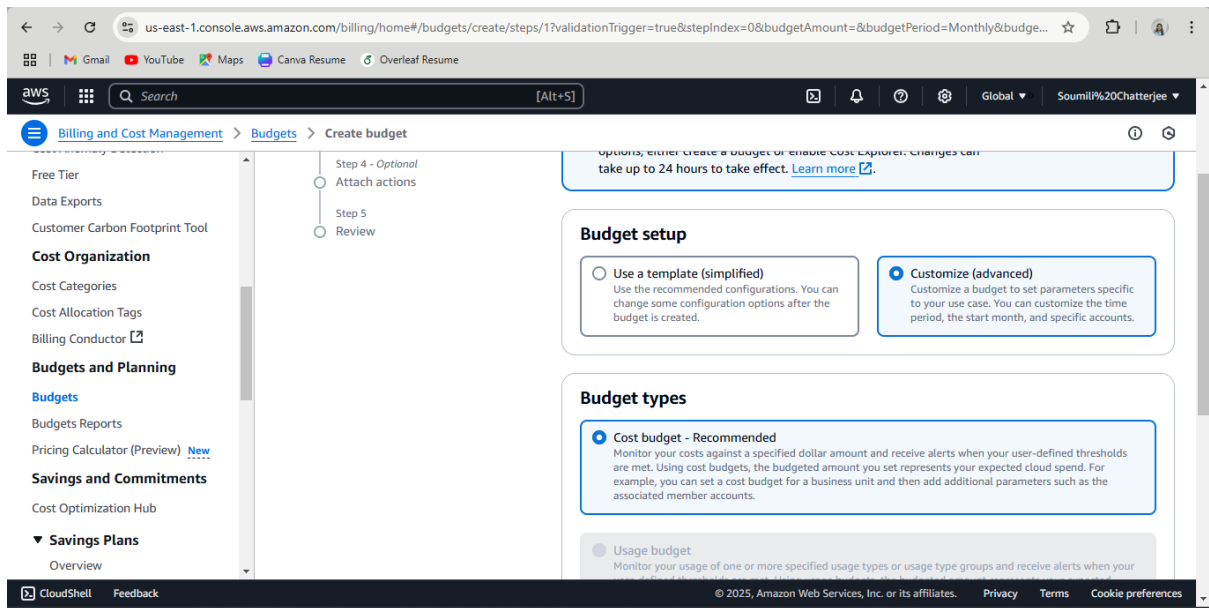 us-east-1.console.aws.amazon.com/billing/home#/budgets/create/steps/1?validationTrigger=true&stepIndex=0&budgetAmount=&budgetPeriod=Monthly&budge...
Gmail
YouTube
Maps
Canva Resume
Overleaf Resume
aws
Search
[Alt+S]
Global
Soumili%20Chatterjee
Billing and Cost Management > Budgets > Create budget
Free Tier
Data Exports
Customer Carbon Footprint Tool
Cost Organization
Cost Categories
Cost Allocation Tags
Billing Conductor
Budgets and Planning
Budgets
Budgets Reports
Pricing Calculator (Preview) New
Savings and Commitments
Cost Optimization Hub
Savings Plans
Overview
Step 4 - Optional
Attach actions
Step 5
Review
options, either create a budget or enable Cost Explorer. Changes can
take up to 24 hours to take effect. Learn more.
Budget setup
Use a template (simplified)
Use the recommended configurations. You can
change some configuration options after the
budget is created.
Customize (advanced)
Customize a budget to set parameters specific
to your use case. You can customize the time
period, the start month, and specific accounts.
Budget types
Cost budget - Recommended
Monitor your costs against a specified dollar amount and receive alerts when your user-defined thresholds
are met. Using cost budgets, the budgeted amount you set represents your expected cloud spend. For
example, you can set a cost budget for a business unit and then add additional parameters such as the
associated member accounts.
Usage budget
Monitor your usage of one or more specified usage types or usage type groups and receive alerts when your
CloudShell
Feedback
© 2025, Amazon Web Services, Inc. or its affiliates.
Privacy
Terms
Cookie preferences